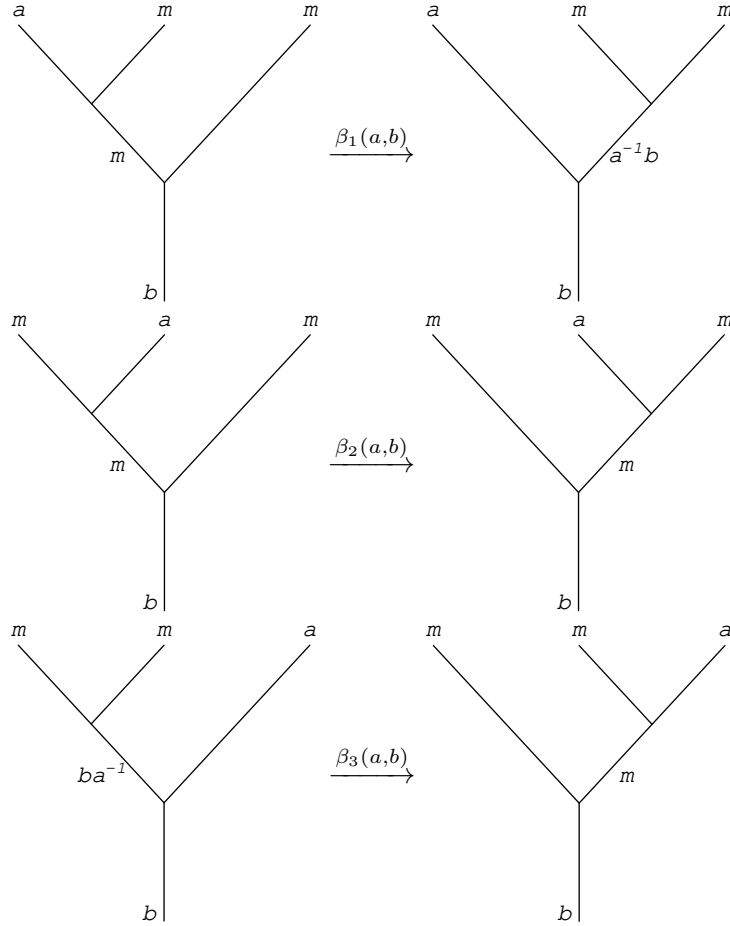 a m m a m m
β₁(a,b)
m a⁻¹b
b b
m a m m a m
β₂(a,b)
m m
b b
m m a m m a
β₃(a,b)
ba⁻¹ m
b b